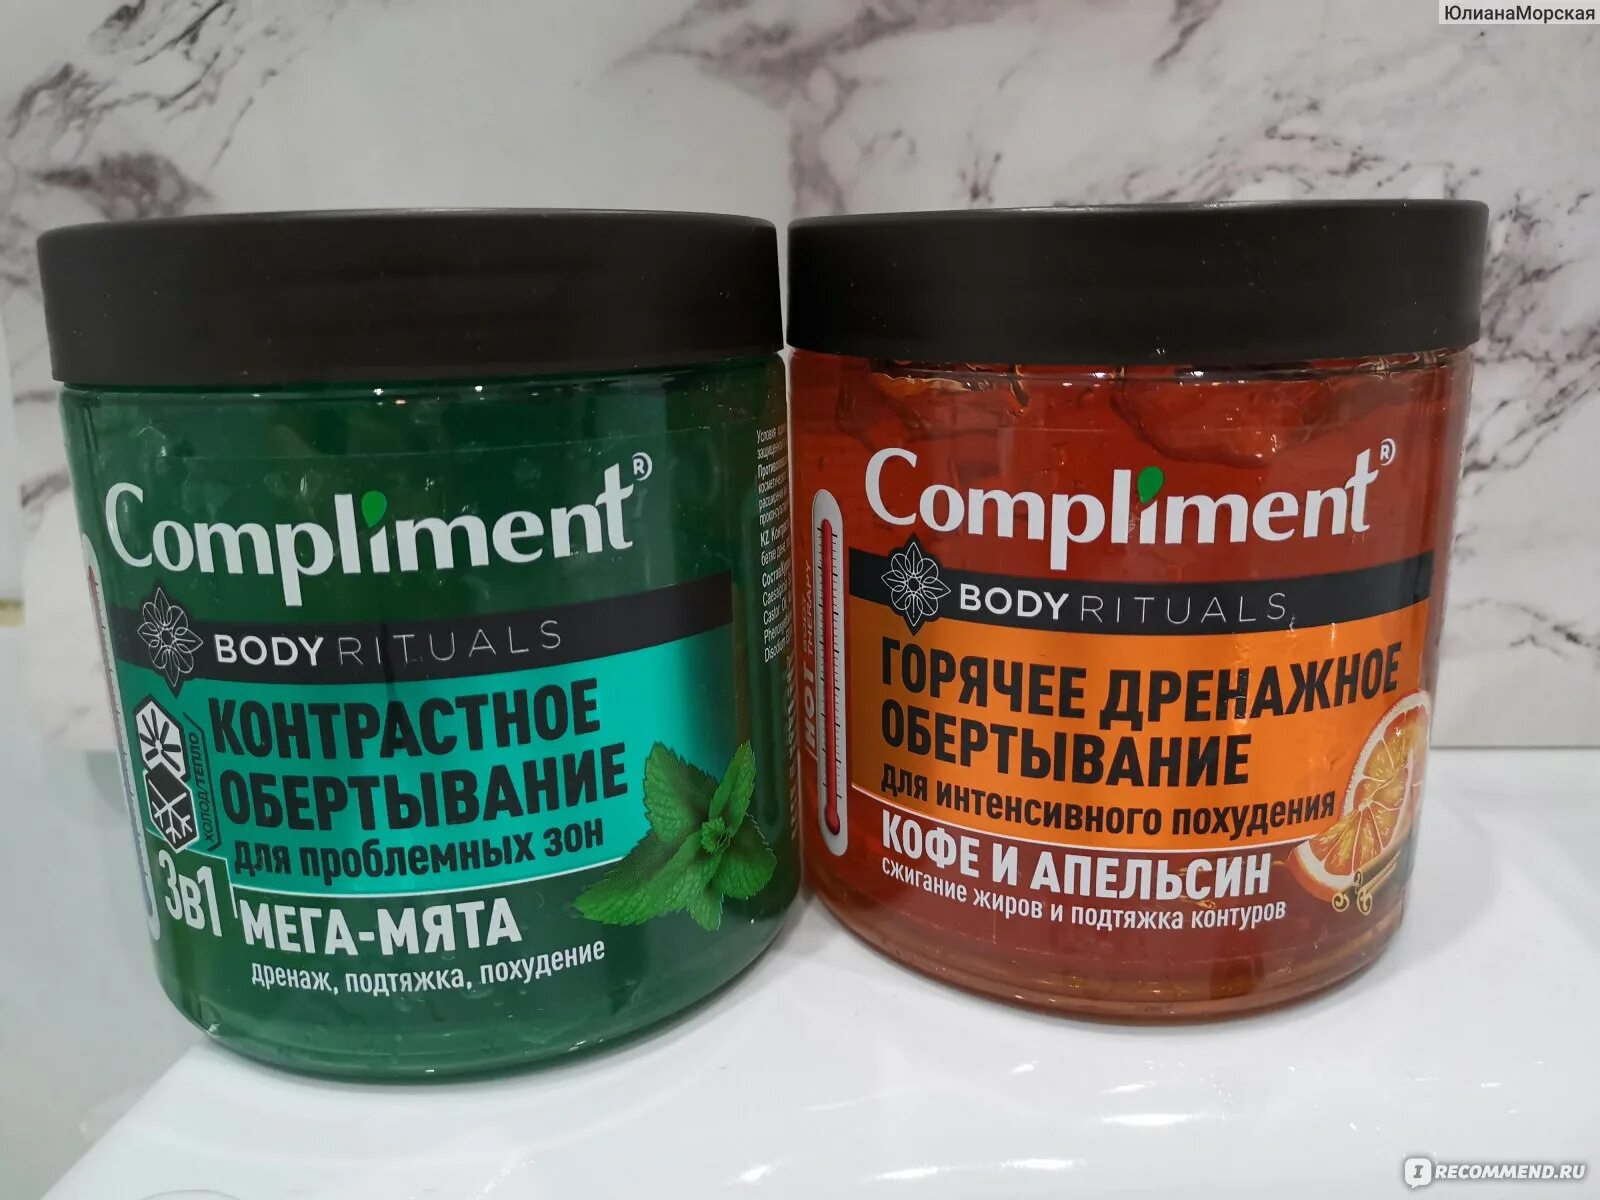 ЮлианаМорская
Compliment®
BODY RITUALS
КОНТРАСТНОЕ
ОБЕРТЫВАНИЕ
для проблемных зон
ХОЛОД/ТЕПЛО
3в1
МЕГА-МЯТА
дренаж, подтяжка, похудение
Compliment®
BODY RITUALS
HOT
THERAPY
ГОРЯЧЕЕ ДРЕНАЖНОЕ
ОБЕРТЫВАНИЕ
для интенсивного похудения
КОФЕ И АПЕЛЬСИН
сжигание жиров и подтяжка контуров
IRECOMMEND.RU